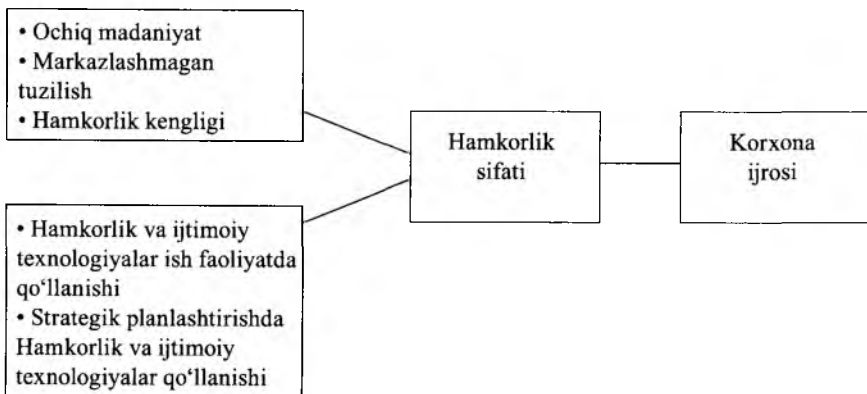 • Ochiq madaniyat
• Markazlashmagan
tuzilish
• Hamkorlik kengligi
• Hamkorlik va ijtimoiy
texnologiyalar ish faoliyatda
qo‘llanishi
• Strategik planlashtirishda
Hamkorlik va ijtimoiy
texnologiyalar qo‘llanishi
Hamkorlik
sifati
Korxona
ijrosi